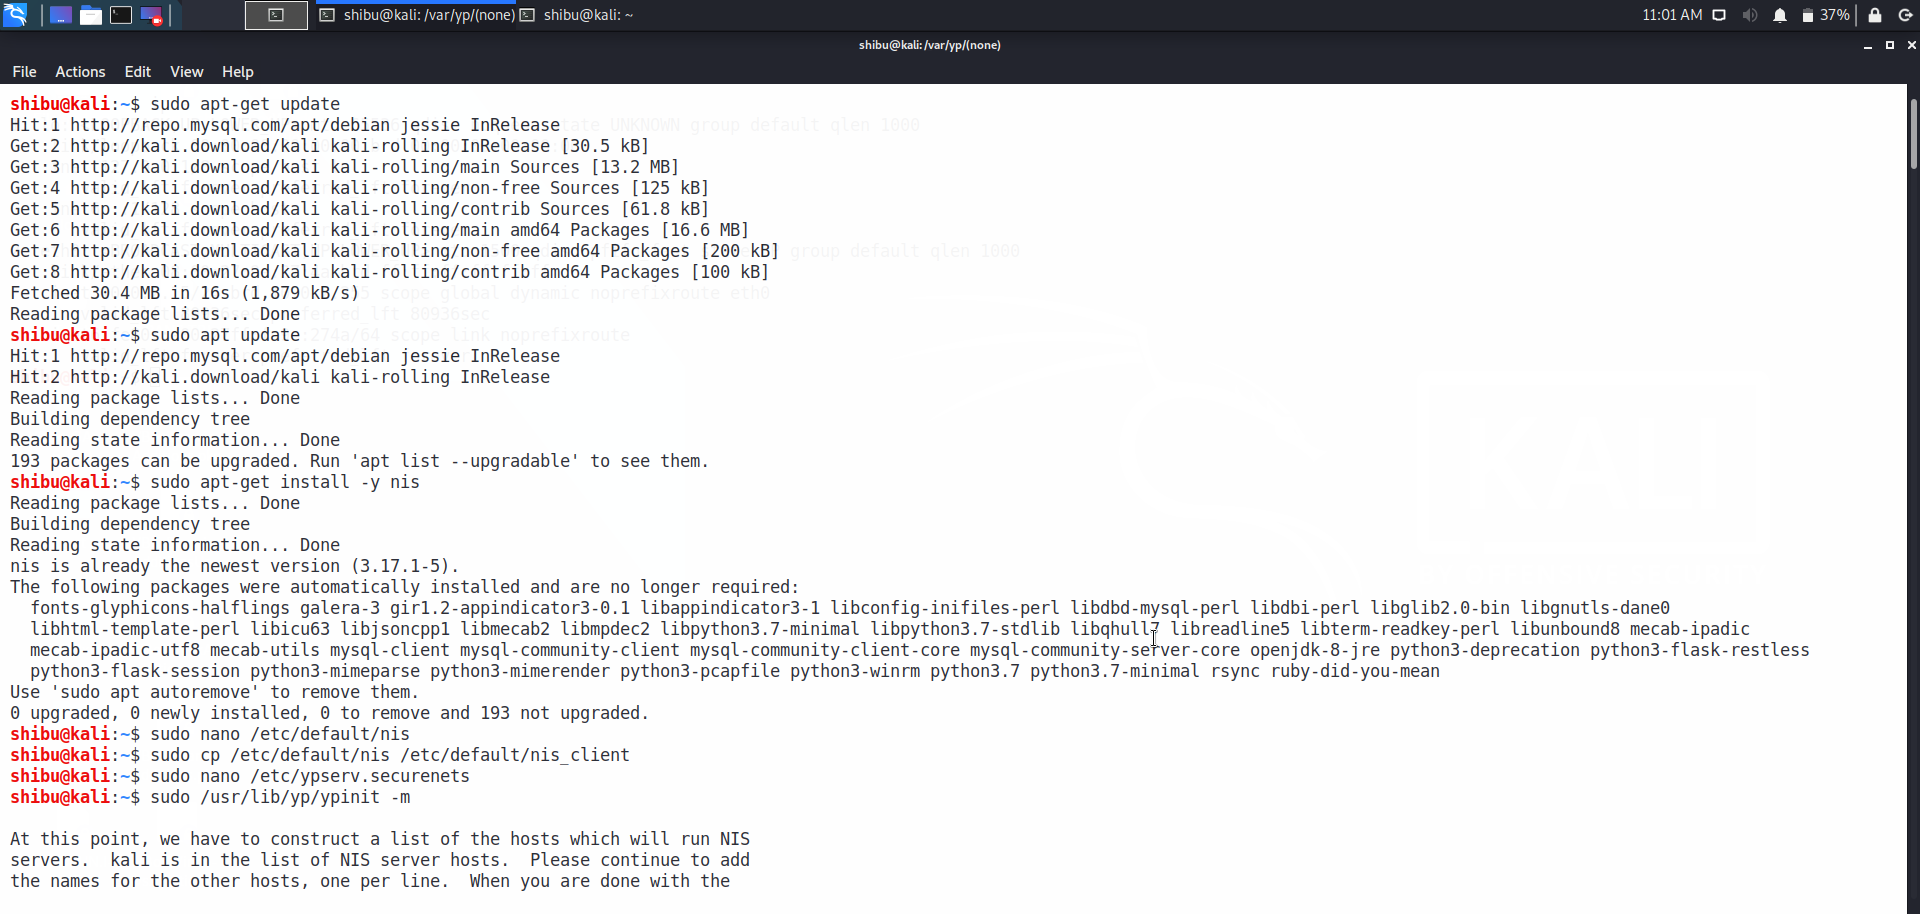 shibu@kali: /var/yp/(none)
shibu@kali: ~
11:01 AM
37%
shibu@kali: /var/yp/(none)
File Actions Edit View Help
shibu@kali:~$ sudo apt-get update
Hit:1 http://repo.mysql.com/apt/debian jessie InRelease
Get:2 http://kali.download/kali kali-rolling InRelease [30.5 kB]
Get:3 http://kali.download/kali kali-rolling/main Sources [13.2 MB]
Get:4 http://kali.download/kali kali-rolling/non-free Sources [125 kB]
Get:5 http://kali.download/kali kali-rolling/contrib Sources [61.8 kB]
Get:6 http://kali.download/kali kali-rolling/main amd64 Packages [16.6 MB]
Get:7 http://kali.download/kali kali-rolling/non-free amd64 Packages [200 kB]
Get:8 http://kali.download/kali kali-rolling/contrib amd64 Packages [100 kB]
Fetched 30.4 MB in 16s (1,879 kB/s)
Reading package lists... Done
shibu@kali:~$ sudo apt update
Hit:1 http://repo.mysql.com/apt/debian jessie InRelease
Hit:2 http://kali.download/kali kali-rolling InRelease
Reading package lists... Done
Building dependency tree
Reading state information... Done
193 packages can be upgraded. Run 'apt list --upgradable' to see them.
shibu@kali:~$ sudo apt-get install -y nis
Reading package lists... Done
Building dependency tree
Reading state information... Done
nis is already the newest version (3.17.1-5).
The following packages were automatically installed and are no longer required:
fonts-glyphicons-halflings galera-3 gir1.2-appindicator3-0.1 libappindicator3-1 libconfig-inifiles-perl libdbd-mysql-perl libdbi-perl libglib2.0-bin libgnutls-dane0
libhtml-template-perl libicu63 libjsoncpp1 libmecab2 libmpdec2 libpython3.7-minimal libpython3.7-stdlib libqhull7 libreadline5 libterm-readkey-perl libunbound8 mecab-ipadic
mecab-ipadic-utf8 mecab-utils mysql-client mysql-community-client mysql-community-client-core mysql-community-server-core openjdk-8-jre python3-deprecation python3-flask-restless
python3-flask-session python3-mimeparse python3-mimerender python3-pcapfile python3-winrm python3.7 python3.7-minimal rsync ruby-did-you-mean
Use 'sudo apt autoremove' to remove them.
0 upgraded, 0 newly installed, 0 to remove and 193 not upgraded.
shibu@kali:~$ sudo nano /etc/default/nis
shibu@kali:~$ sudo cp /etc/default/nis /etc/default/nis_client
shibu@kali:~$ sudo nano /etc/ypserv.securenets
shibu@kali:~$ sudo /usr/lib/yp/ypinit -m
At this point, we have to construct a list of the hosts which will run NIS
servers.  kali is in the list of NIS server hosts.  Please continue to add
the names for the other hosts, one per line.  When you are done with the